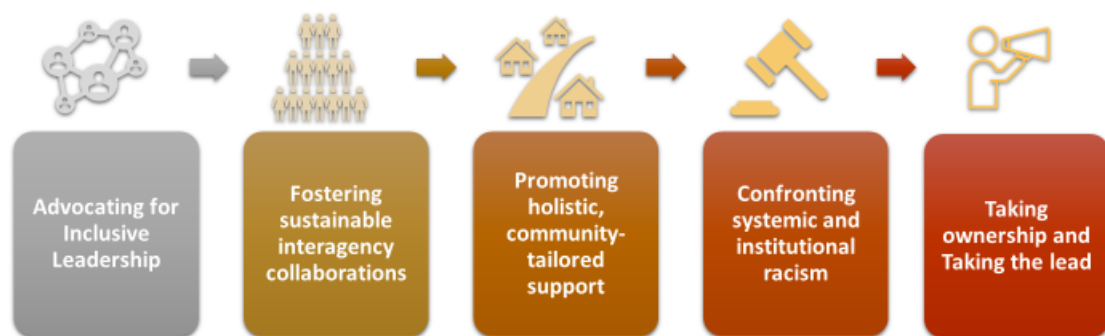 Advocating for
Inclusive
Leadership
Fostering
sustainable
interagency
collaborations
Promoting
holistic,
community-
tailored
support
Confronting
systemic and
institutional
racism
Taking
ownership and
Taking the lead